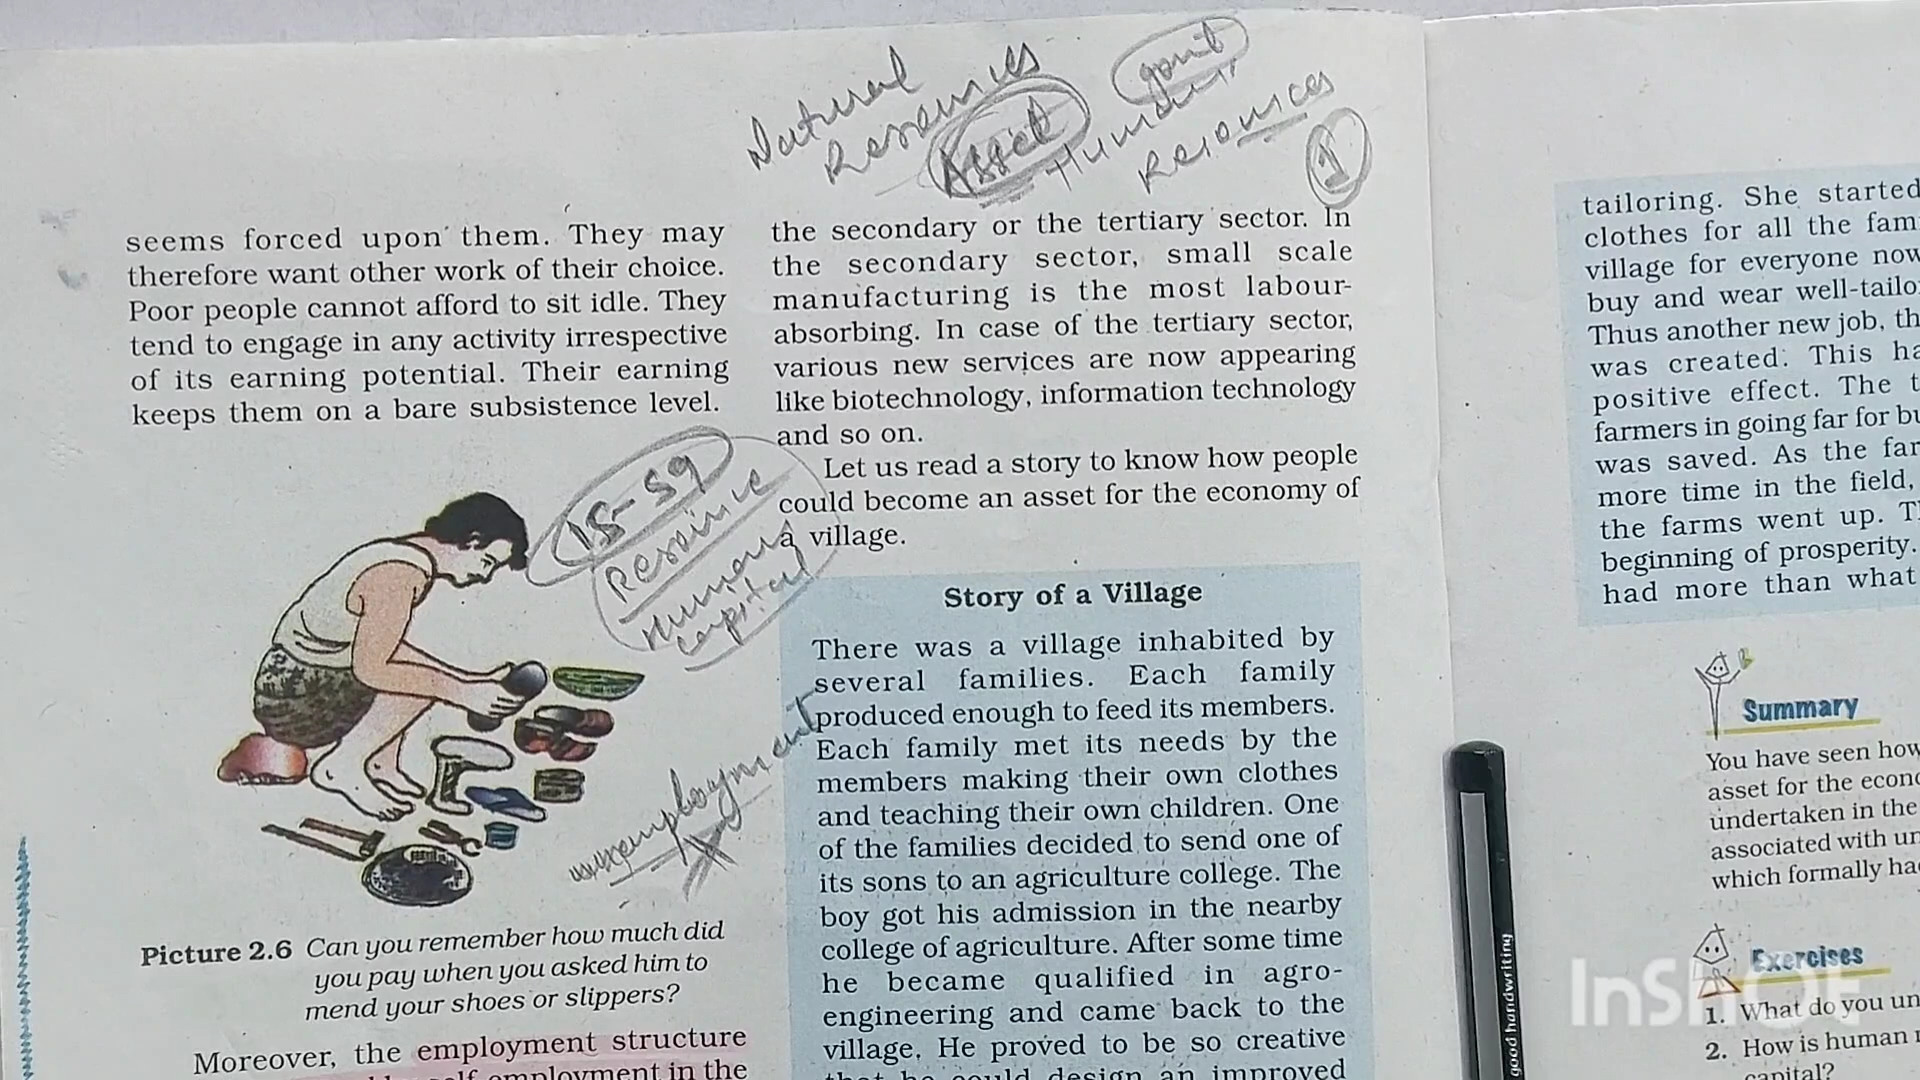 Natural
Resources
Asset
govt
Human
Resources
seems forced upon them. They may
therefore want other work of their choice.
Poor people cannot afford to sit idle. They
tend to engage in any activity irrespective
of its earning potential. Their earning
keeps them on a bare subsistence level.
15-59
Resource
Human
capital
unemployment
Picture 2.6 Can you remember how much did
you pay when you asked him to
mend your shoes or slippers?
Moreover, the employment structure
employment in the
the secondary or the tertiary sector. In
the secondary sector, small scale
manufacturing is the most labour-
absorbing. In case of the tertiary sector,
various new services are now appearing
like biotechnology, information technology
and so on.
Let us read a story to know how people
could become an asset for the economy of
a village.
Story of a Village
There was a village inhabited by
several families. Each family
produced enough to feed its members.
Each family met its needs by the
members making their own clothes
and teaching their own children. One
of the families decided to send one of
its sons to an agriculture college. The
boy got his admission in the nearby
college of agriculture. After some time
he became qualified in agro-
engineering and came back to the
village. He proved to be so creative
that he could design an improved
tailoring. She started
clothes for all the fam
village for everyone now
buy and wear well-tailo
Thus another new job, th
was created. This ha
positive effect. The t
farmers in going far for bu
was saved. As the far
more time in the field,
the farms went up. T
beginning of prosperity.
had more than what
Summary
You have seen how
asset for the econo
undertaken in the
associated with un
which formally ha
Exercises
1. What do you un
2. How is human r
capital?
good handwriting
InShOt